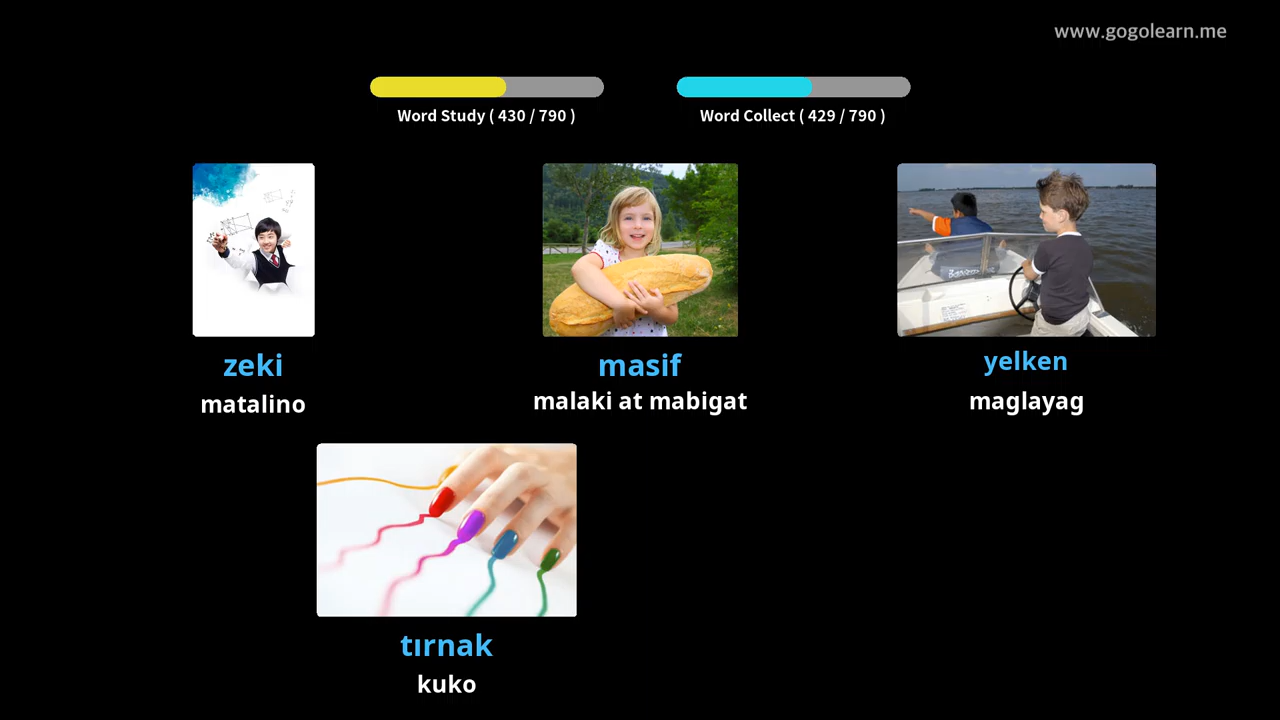 www.gogolearn.me
Word Study ( 430 / 790 )
Word Collect ( 429 / 790 )
zeki
matalino
masif
malaki at mabigat
yelken
maglayag
tırnak
kuko